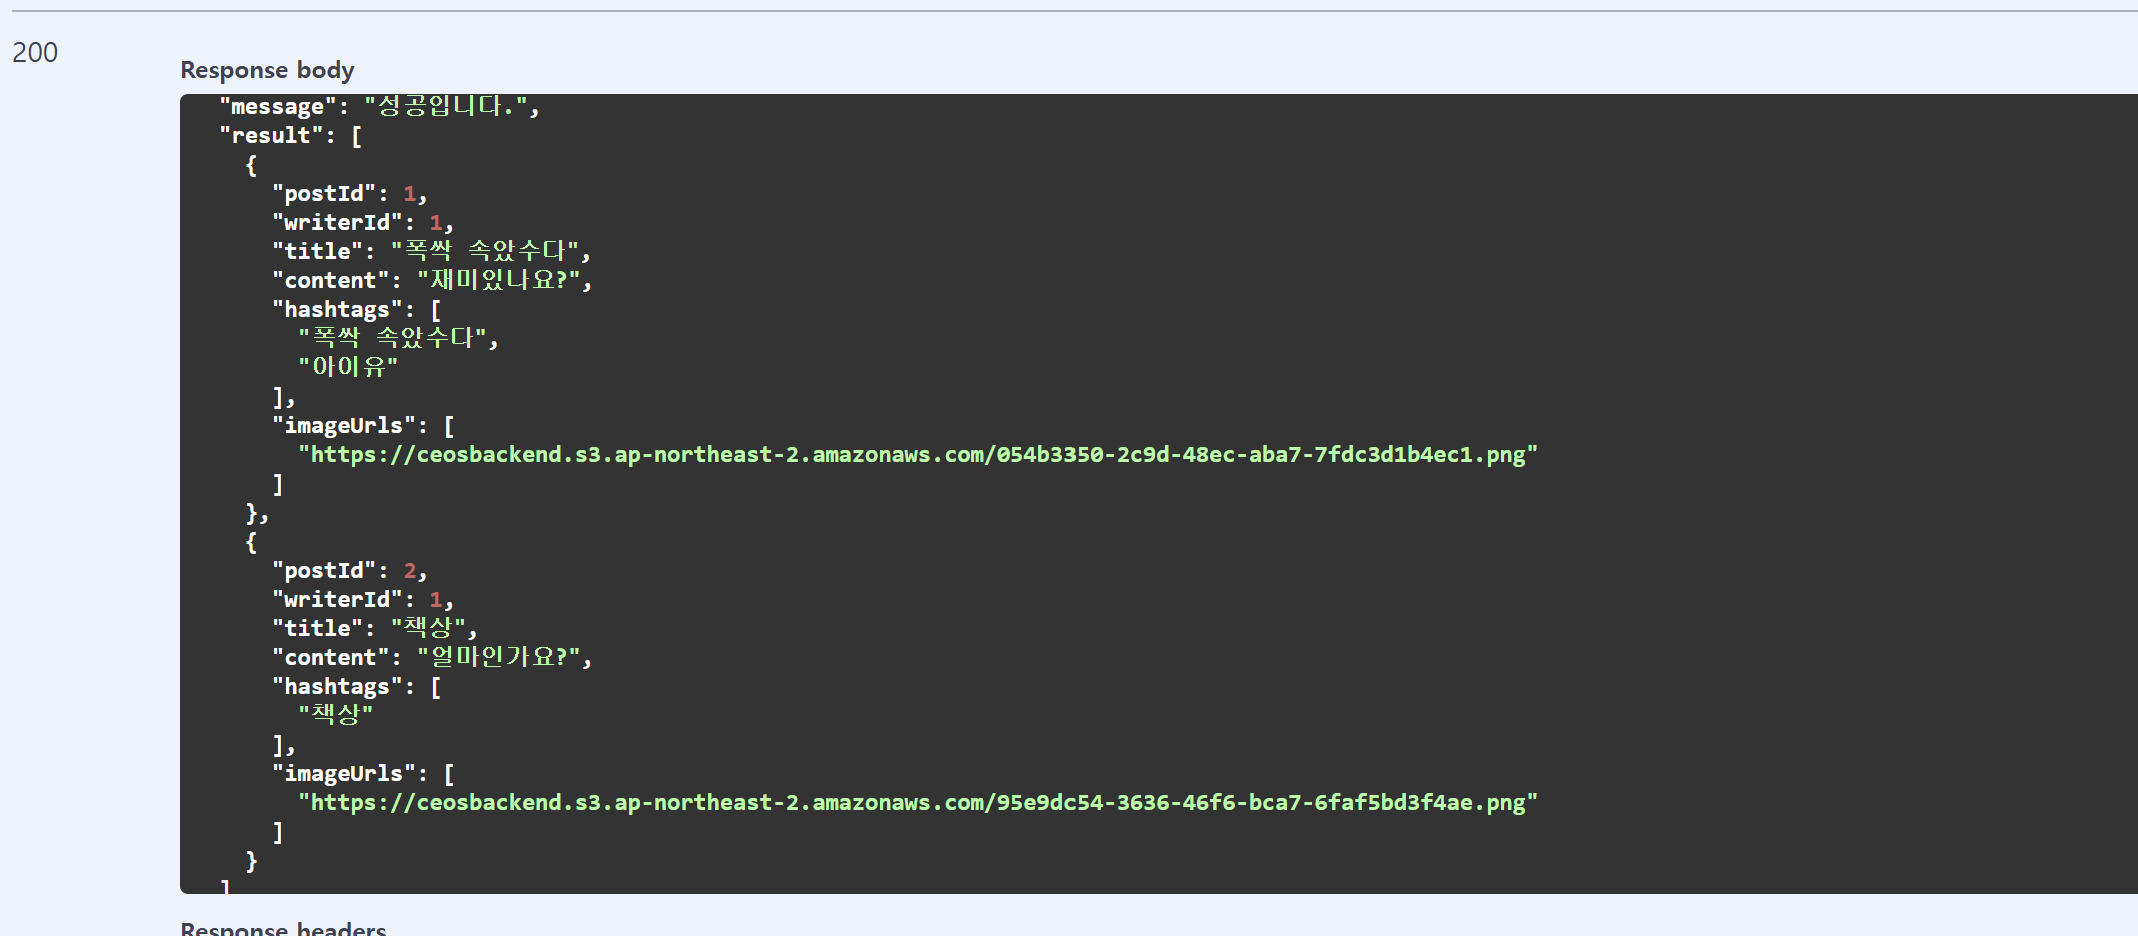 200
Response body
"message": "성공입니다.",
"result": [
{
"postId": 1,
"writerId": 1,
"title": "폭싹 속았수다",
"content": "재미있나요?",
"hashtags": [
"폭싹 속았수다",
"아이유"
],
"imageUrls": [
"https://ceosbackend.s3.ap-northeast-2.amazonaws.com/054b3350-2c9d-48ec-aba7-7fdc3d1b4ec1.png"
]
},
{
"postId": 2,
"writerId": 1,
"title": "책상",
"content": "얼마인가요?",
"hashtags": [
"책상"
],
"imageUrls": [
"https://ceosbackend.s3.ap-northeast-2.amazonaws.com/95e9dc54-3636-46f6-bca7-6faf5bd3f4ae.png"
]
}
]
Response headers